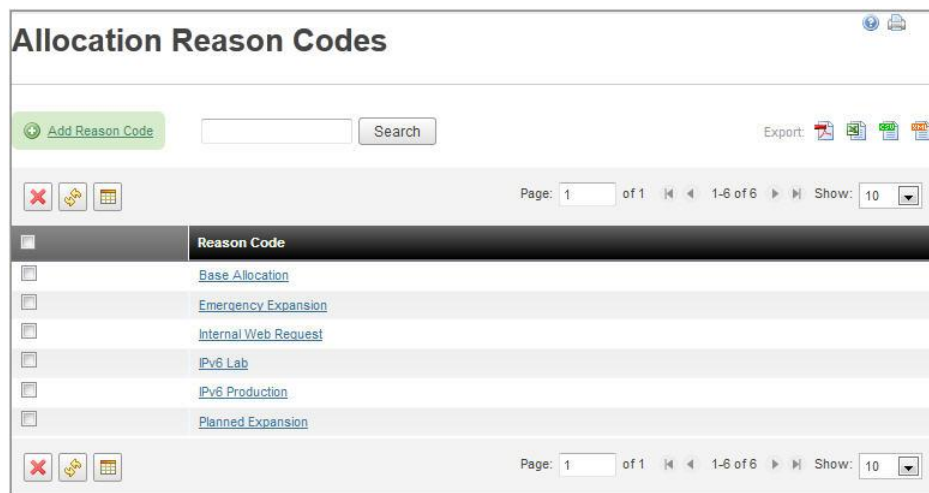 Allocation Reason Codes
Add Reason Code Search Export:
Page: 1 of 1 1-6 of 6 Show: 10
Reason Code
Base Allocation
Emergency Expansion
Internal Web Request
IPv6 Lab
IPv6 Production
Planned Expansion
Page: 1 of 1 1-6 of 6 Show: 10